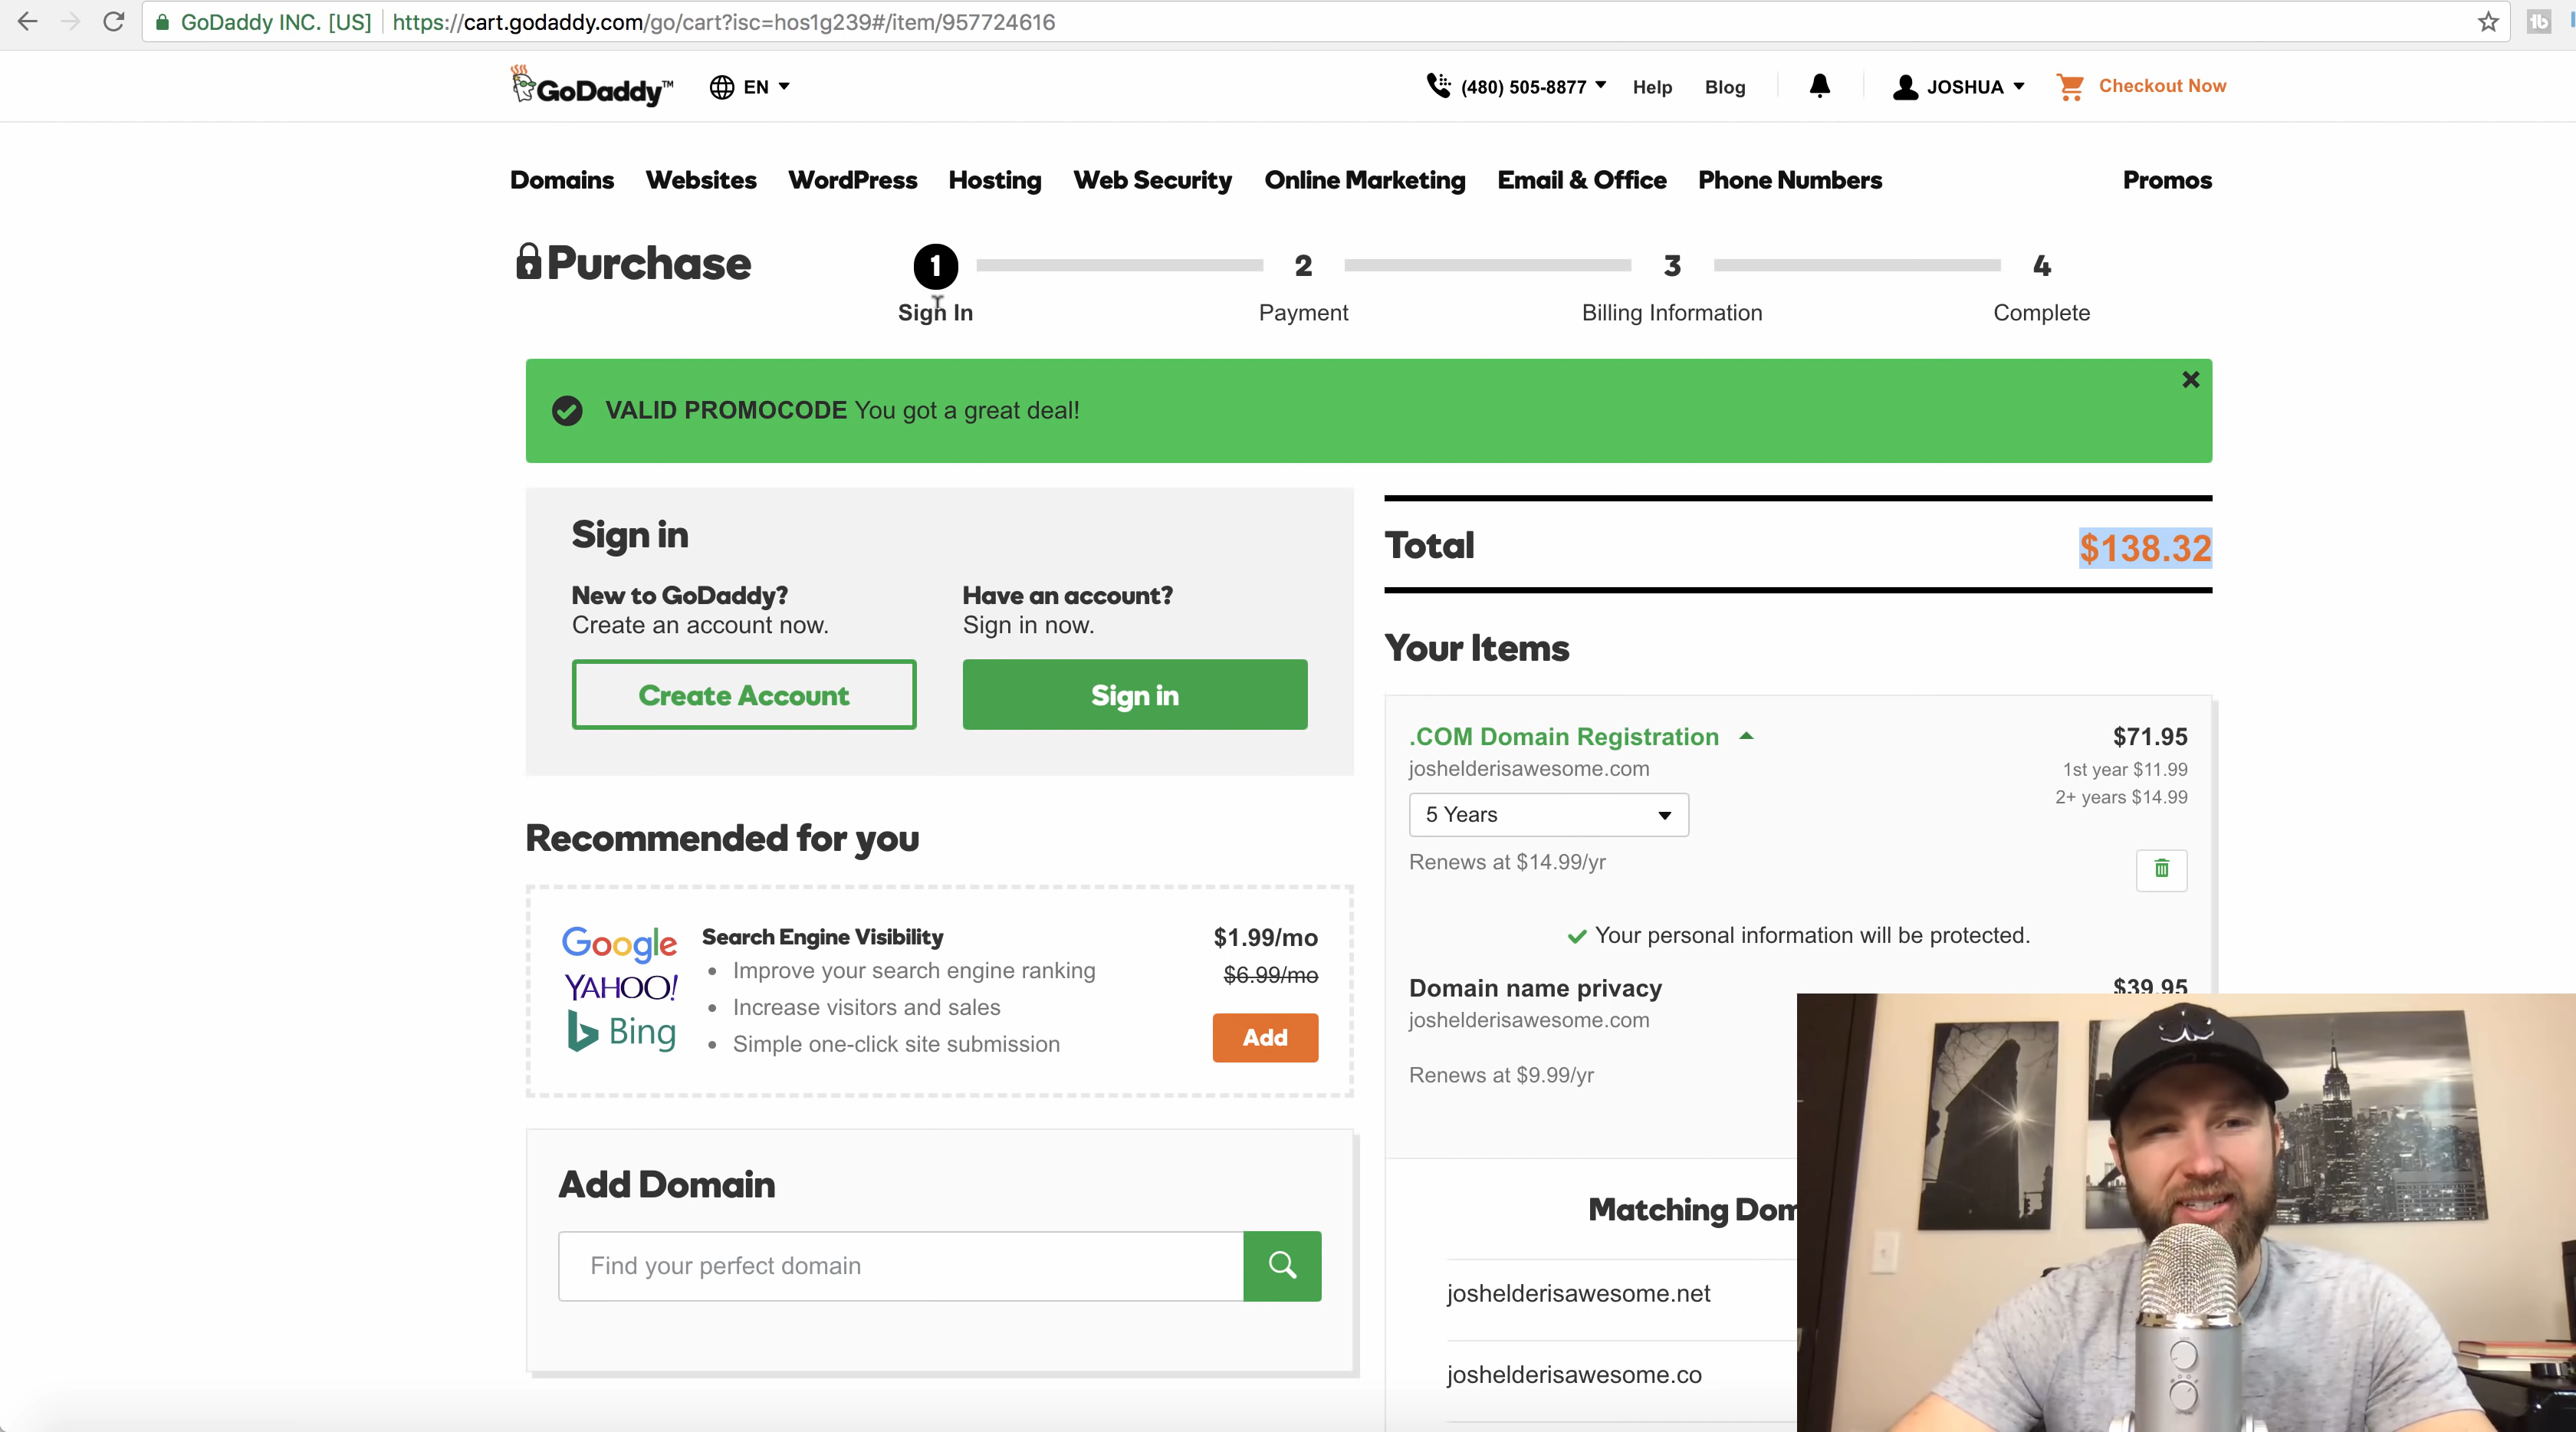 GoDaddy INC. [US] https://cart.godaddy.com/go/cart?isc=hos1g239#/item/957724616
GoDaddy™ EN (480) 505-8877 Help Blog JOSHUA Checkout Now
Domains Websites WordPress Hosting Web Security Online Marketing Email & Office Phone Numbers Promos
Purchase 1 2 3 4
Sign In Payment Billing Information Complete
VALID PROMOCODE You got a great deal!
Sign in
New to GoDaddy?
Create an account now.
Create Account
Have an account?
Sign in now.
Sign in
Recommended for you
Google
YAHOO!
Bing
Search Engine Visibility
• Improve your search engine ranking
• Increase visitors and sales
• Simple one-click site submission
$1.99/mo
$6.99/mo
Add
Add Domain
Find your perfect domain
Total $138.32
Your Items
.COM Domain Registration $71.95
joshelderisawesome.com 1st year $11.99
2+ years $14.99
5 Years
Renews at $14.99/yr
Your personal information will be protected.
Domain name privacy $39.95
joshelderisawesome.com
Renews at $9.99/yr
Matching Dom
joshelderisawesome.net
joshelderisawesome.co